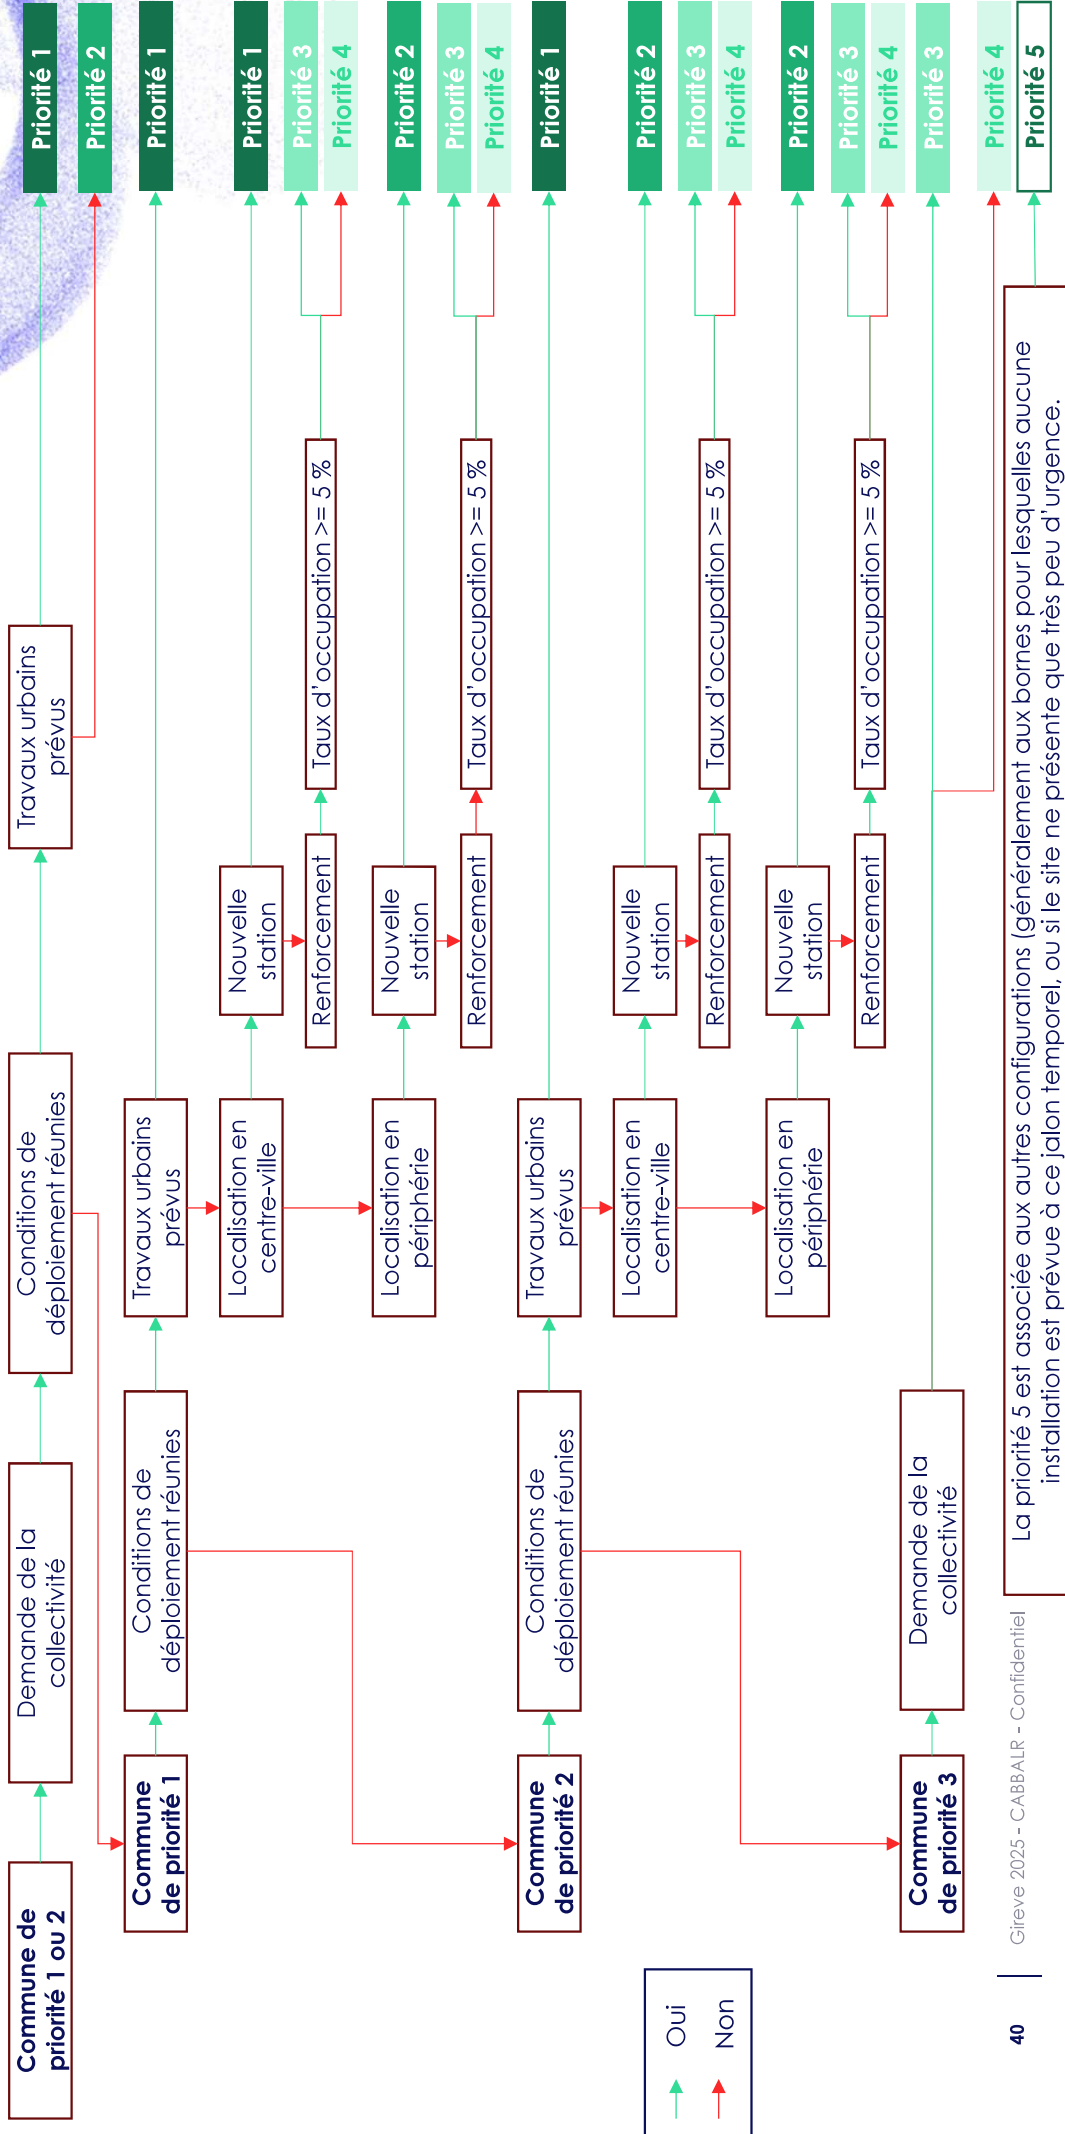 Commune de
priorité 1 ou 2
Demande de la
collectivité
Conditions de
déploiement réunies
Travaux urbains
prévus
Priorité 1
Priorité 2
Commune
de priorité 1
Conditions de
déploiement réunies
Travaux urbains
prévus
Priorité 1
Localisation en
centre-ville
Nouvelle
station
Priorité 1
Renforcement
Taux d’occupation >= 5 %
Priorité 3
Priorité 4
Localisation en
périphérie
Nouvelle
station
Priorité 2
Renforcement
Taux d’occupation >= 5 %
Priorité 3
Priorité 4
Commune
de priorité 2
Conditions de
déploiement réunies
Travaux urbains
prévus
Priorité 1
Localisation en
centre-ville
Nouvelle
station
Priorité 2
Renforcement
Taux d’occupation >= 5 %
Priorité 3
Priorité 4
Localisation en
périphérie
Nouvelle
station
Priorité 2
Renforcement
Taux d’occupation >= 5 %
Priorité 3
Priorité 4
Commune
de priorité 3
Demande de la
collectivité
Priorité 3
Priorité 4
Oui
Non
La priorité 5 est associée aux autres configurations (généralement aux bornes pour lesquelles aucune
installation est prévue à ce jalon temporel, ou si le site ne présente que très peu d’urgence.
Priorité 5
40
Gireve 2025 - CABBALR - Confidentiel